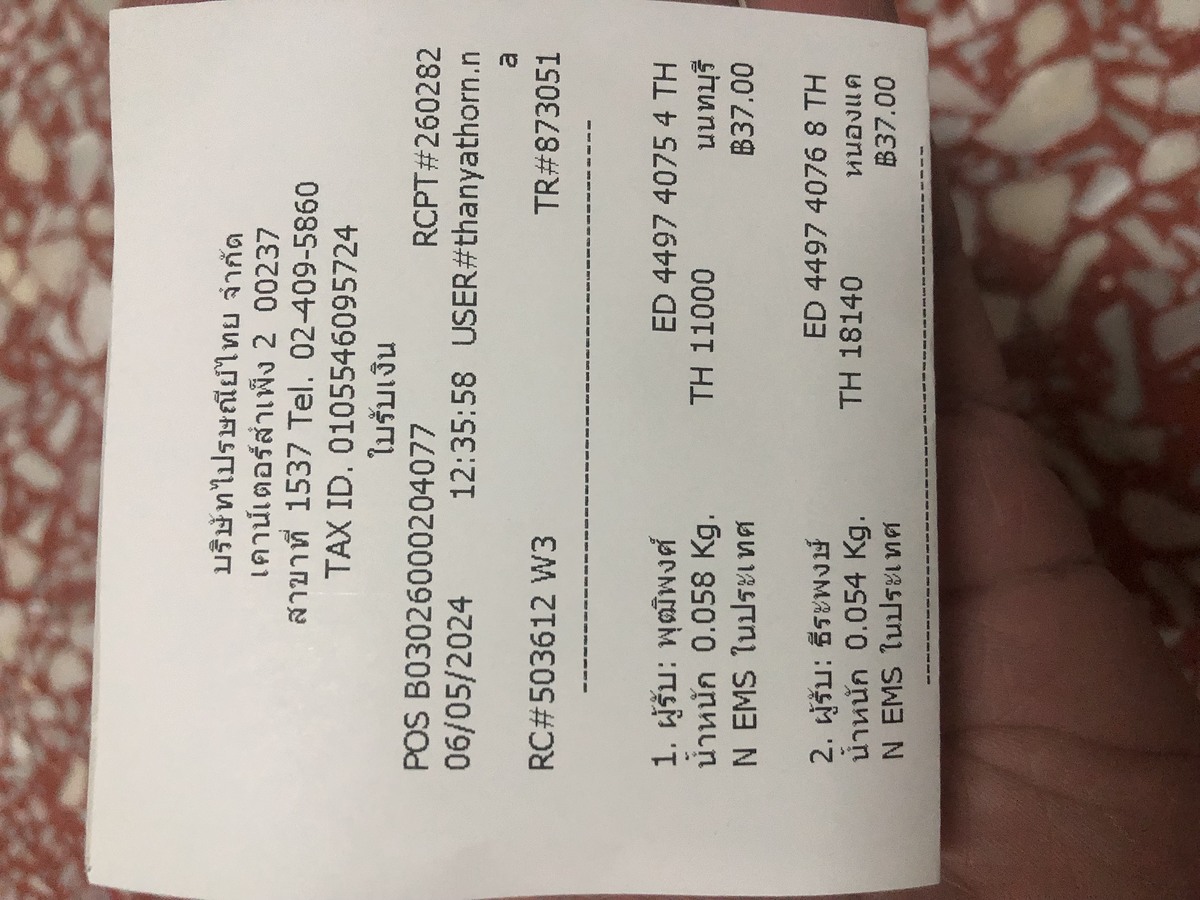 บริษัทไปรษณีย์ไทย จำกัด
เคาน์เตอร์สำเพ็ง 2 00237
สาขาที่ 1537 Tel. 02-409-5860
TAX ID. 0105546095724
ใบรับเงิน
POS B0302600020​4077 RCPT#260282
06/05/2024 12:35:58 USER#thanyathorn.n
a
RC#503612 W3 TR#873051
1. ผู้รับ: พุฒิพงศ์ ED 4497 4075 4 TH
น้ำหนัก 0.058 Kg. TH 11000 นนทบุรี
N EMS ในประเทศ ฿37.00
2. ผู้รับ: ธีระพงษ์ ED 4497 4076 8 TH
น้ำหนัก 0.054 Kg. TH 18140 หนองแค
N EMS ในประเทศ ฿37.00